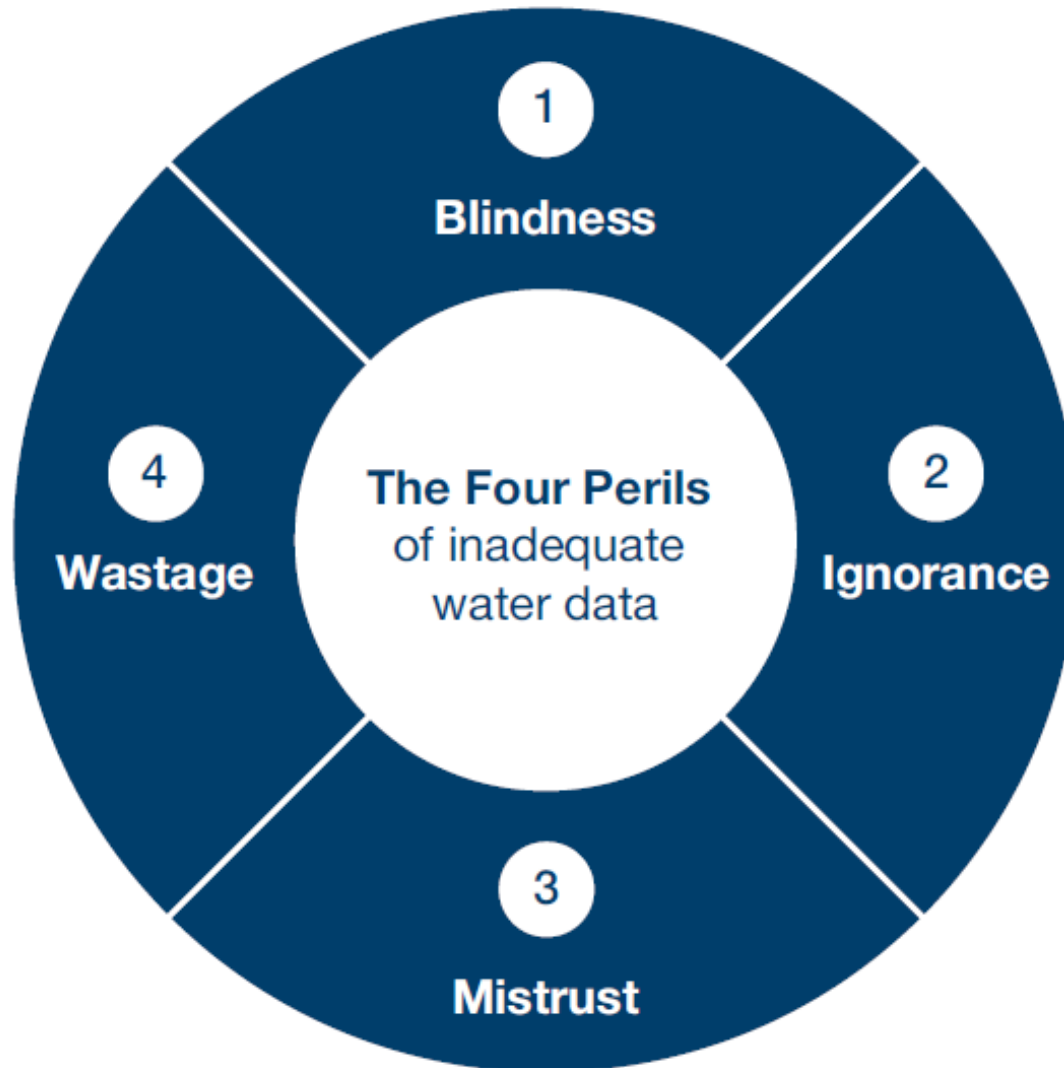 1
Blindness
2
Ignorance
3
Mistrust
4
Wastage
The Four Perils
of inadequate
water data